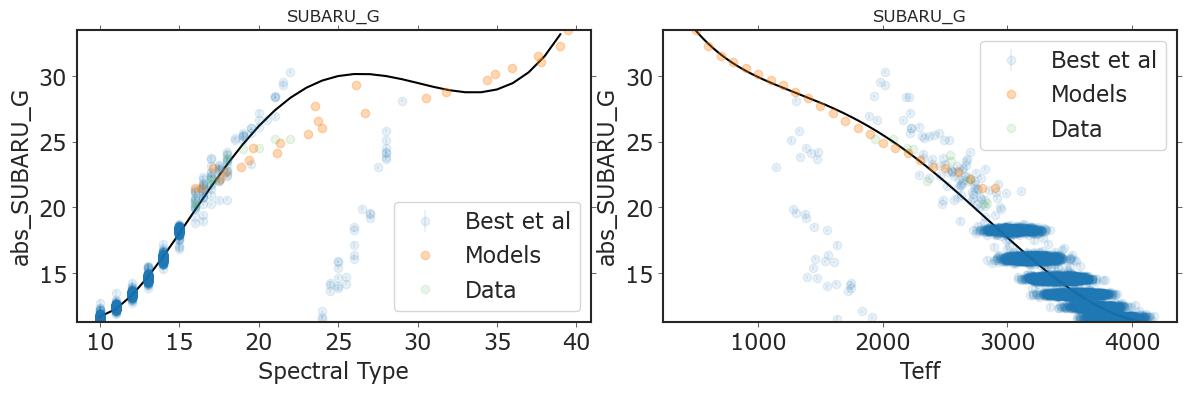 SUBARU_G
abs_SUBARU_G
30
25
20
15
Best et al
Models
Data
10 15 20 25 30 35 40
Spectral Type
SUBARU_G
abs_SUBARU_G
30
25
20
15
Best et al
Models
Data
1000 2000 3000 4000
Teff